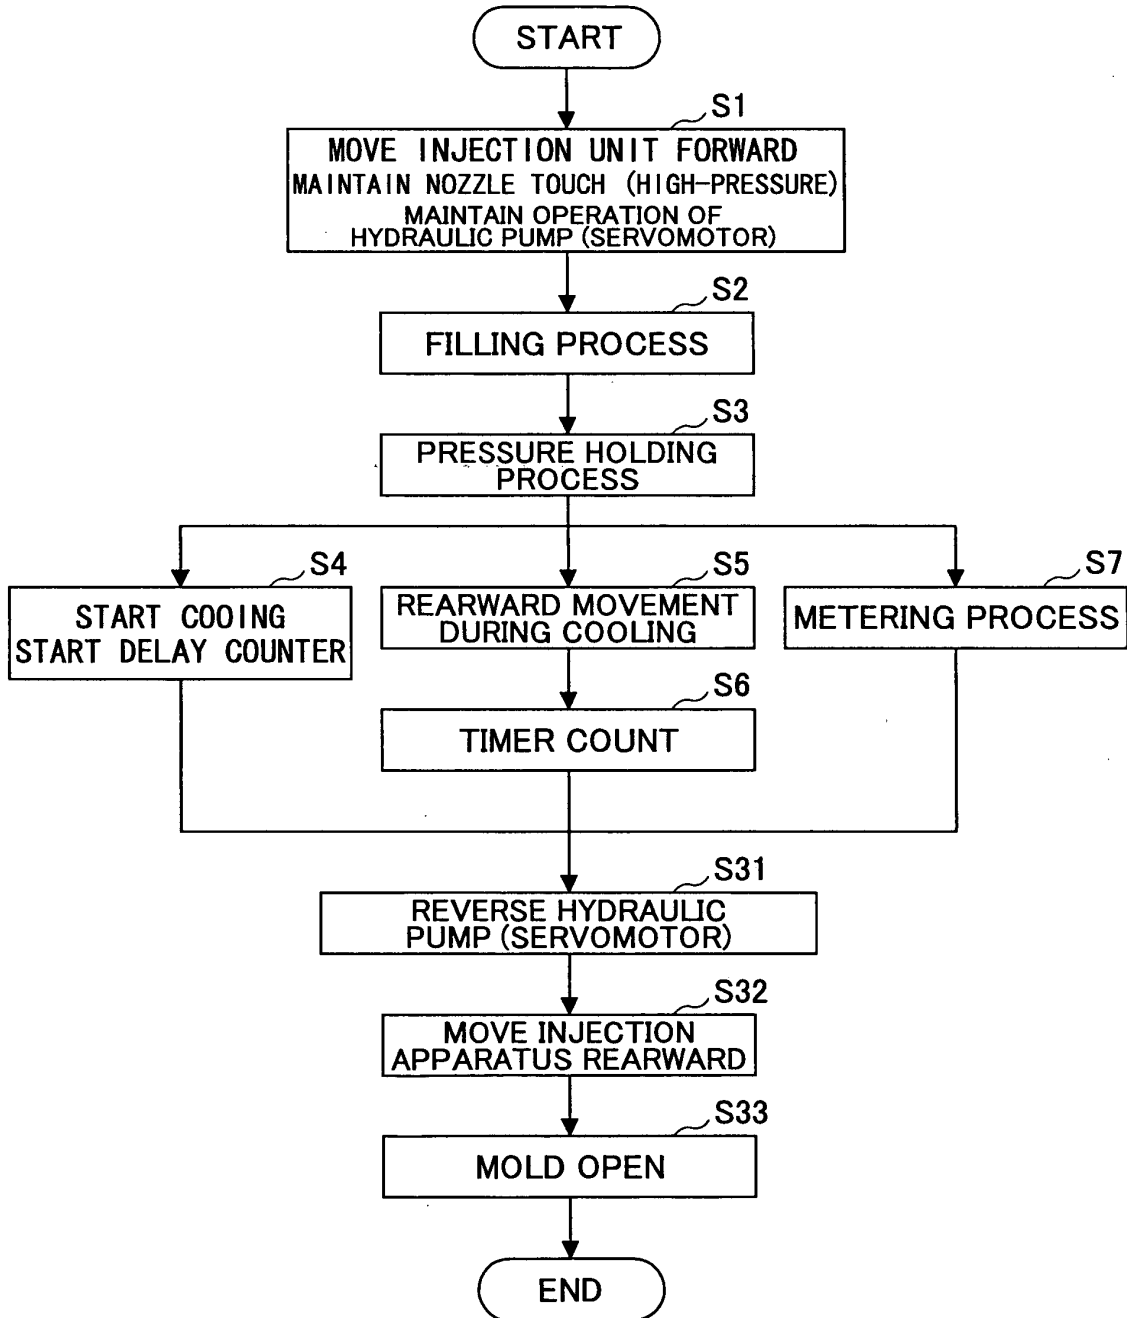 START
S1
MOVE INJECTION UNIT FORWARD
MAINTAIN NOZZLE TOUCH (HIGH-PRESSURE)
MAINTAIN OPERATION OF
HYDRAULIC PUMP (SERVOMOTOR)
S2
FILLING PROCESS
S3
PRESSURE HOLDING
PROCESS
S4
START COOING
START DELAY COUNTER
S5
REARWARD MOVEMENT
DURING COOLING
S7
METERING PROCESS
S6
TIMER COUNT
S31
REVERSE HYDRAULIC
PUMP (SERVOMOTOR)
S32
MOVE INJECTION
APPARATUS REARWARD
S33
MOLD OPEN
END